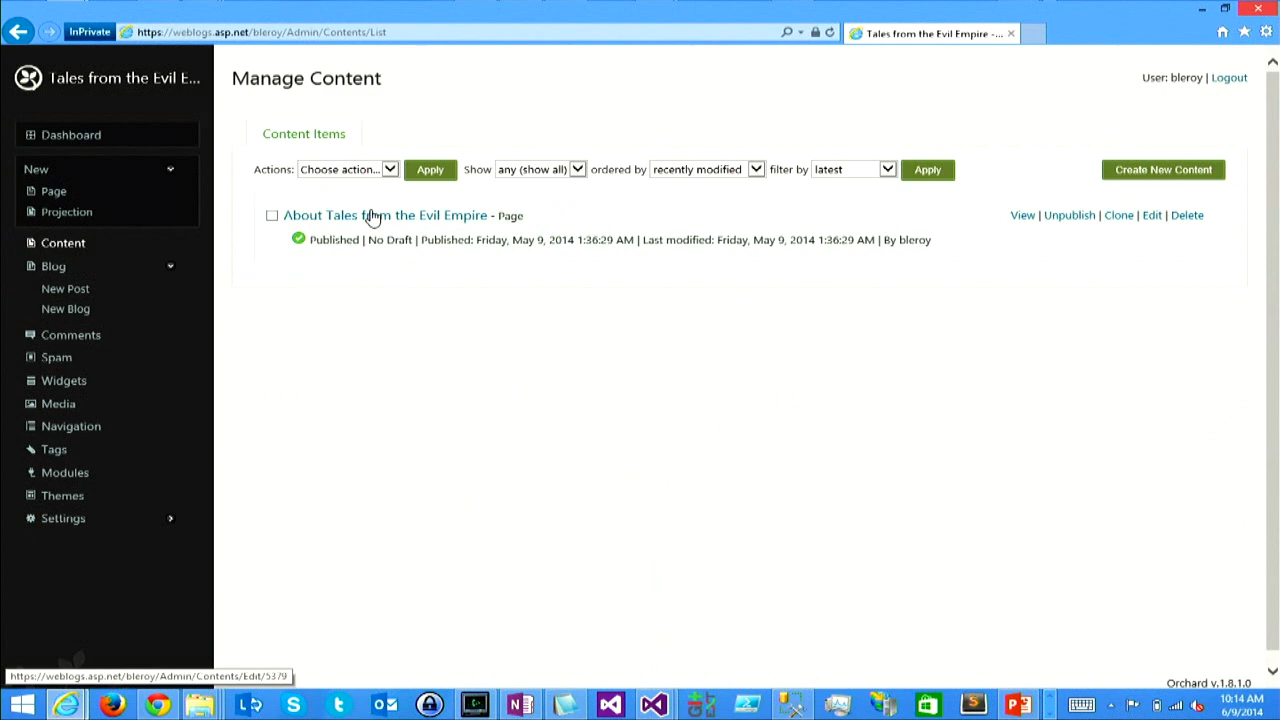 InPrivate
https://weblogs.asp.net/bleroy/Admin/Contents/List
Tales from the Evil Empire -...
Tales from the Evil E...
Manage Content
User: bleroy | Logout
Dashboard
New
Page
Projection
Content
Blog
New Post
New Blog
Comments
Spam
Widgets
Media
Navigation
Tags
Modules
Themes
Settings
Content Items
Actions: Choose action... Apply Show any (show all) ordered by recently modified filter by latest Apply Create New Content
About Tales from the Evil Empire - Page
View | Unpublish | Clone | Edit | Delete
Published | No Draft | Published: Friday, May 9, 2014 1:36:29 AM | Last modified: Friday, May 9, 2014 1:36:29 AM | By bleroy
https://weblogs.asp.net/bleroy/Admin/Contents/Edit/5379
Orchard v.1.8.1.0
10:14 AM
6/9/2014